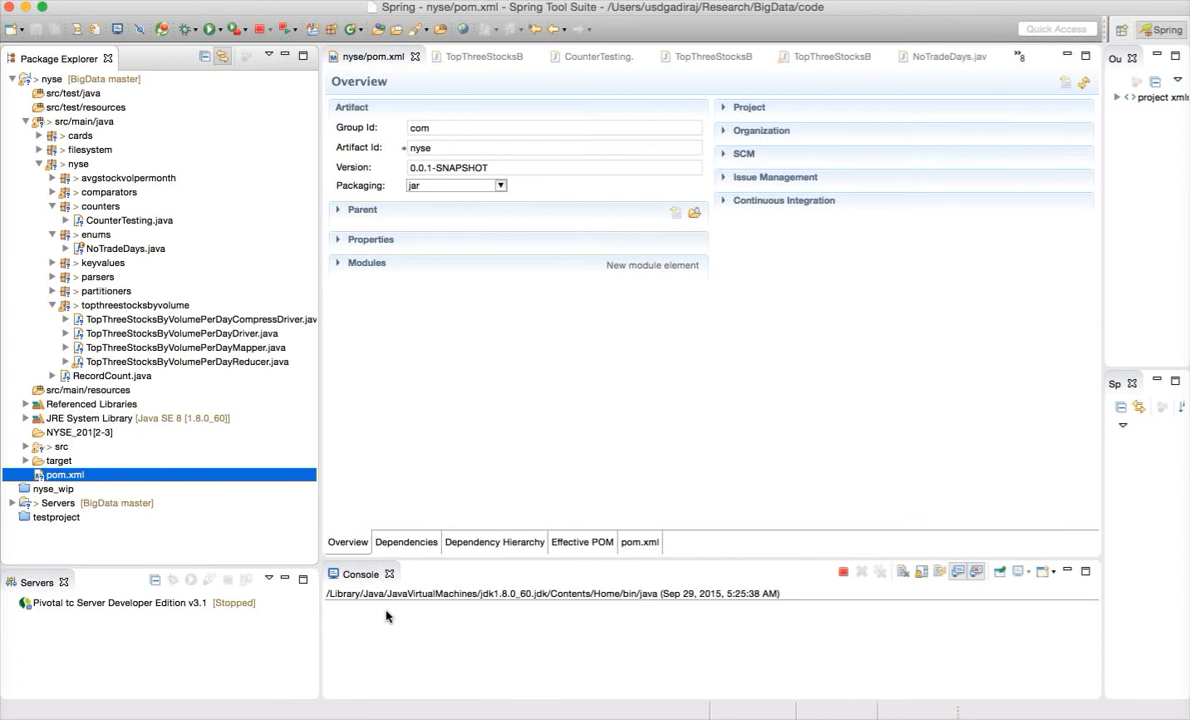 Spring - nyse/pom.xml - Spring Tool Suite - /Users/usdgadiraj/Research/BigData/code
Quick Access
Spring
Package Explorer
> nyse [BigData master]
src/test/java
src/test/resources
> src/main/java
> cards
> filesystem
> nyse
> avgstockvolpermonth
> comparators
> counters
> CounterTesting.java
> enums
> NoTradeDays.java
> keyvalues
> parsers
> partitioners
> topthreestocksbyvolume
TopThreeStocksByVolumePerDayCompressDriver.jav
TopThreeStocksByVolumePerDayDriver.java
TopThreeStocksByVolumePerDayMapper.java
TopThreeStocksByVolumePerDayReducer.java
> RecordCount.java
src/main/resources
Referenced Libraries
JRE System Library [Java SE 8 [1.8.0_60]]
NYSE_201[2-3]
> src
target
pom.xml
nyse_wip
> Servers [BigData master]
testproject
Servers
Pivotal tc Server Developer Edition v3.1 [Stopped]
nyse/pom.xml
TopThreeStocksB
CounterTesting.
TopThreeStocksB
TopThreeStocksB
NoTradeDays.jav
»8
Overview
Artifact
Group Id: com
Artifact Id: * nyse
Version: 0.0.1-SNAPSHOT
Packaging: jar
Parent
Properties
Modules
New module element
Project
Organization
SCM
Issue Management
Continuous Integration
Overview
Dependencies
Dependency Hierarchy
Effective POM
pom.xml
Console
/Library/Java/JavaVirtualMachines/jdk1.8.0_60.jdk/Contents/Home/bin/java (Sep 29, 2015, 5:25:38 AM)
Ou
<> project xmln
Sp